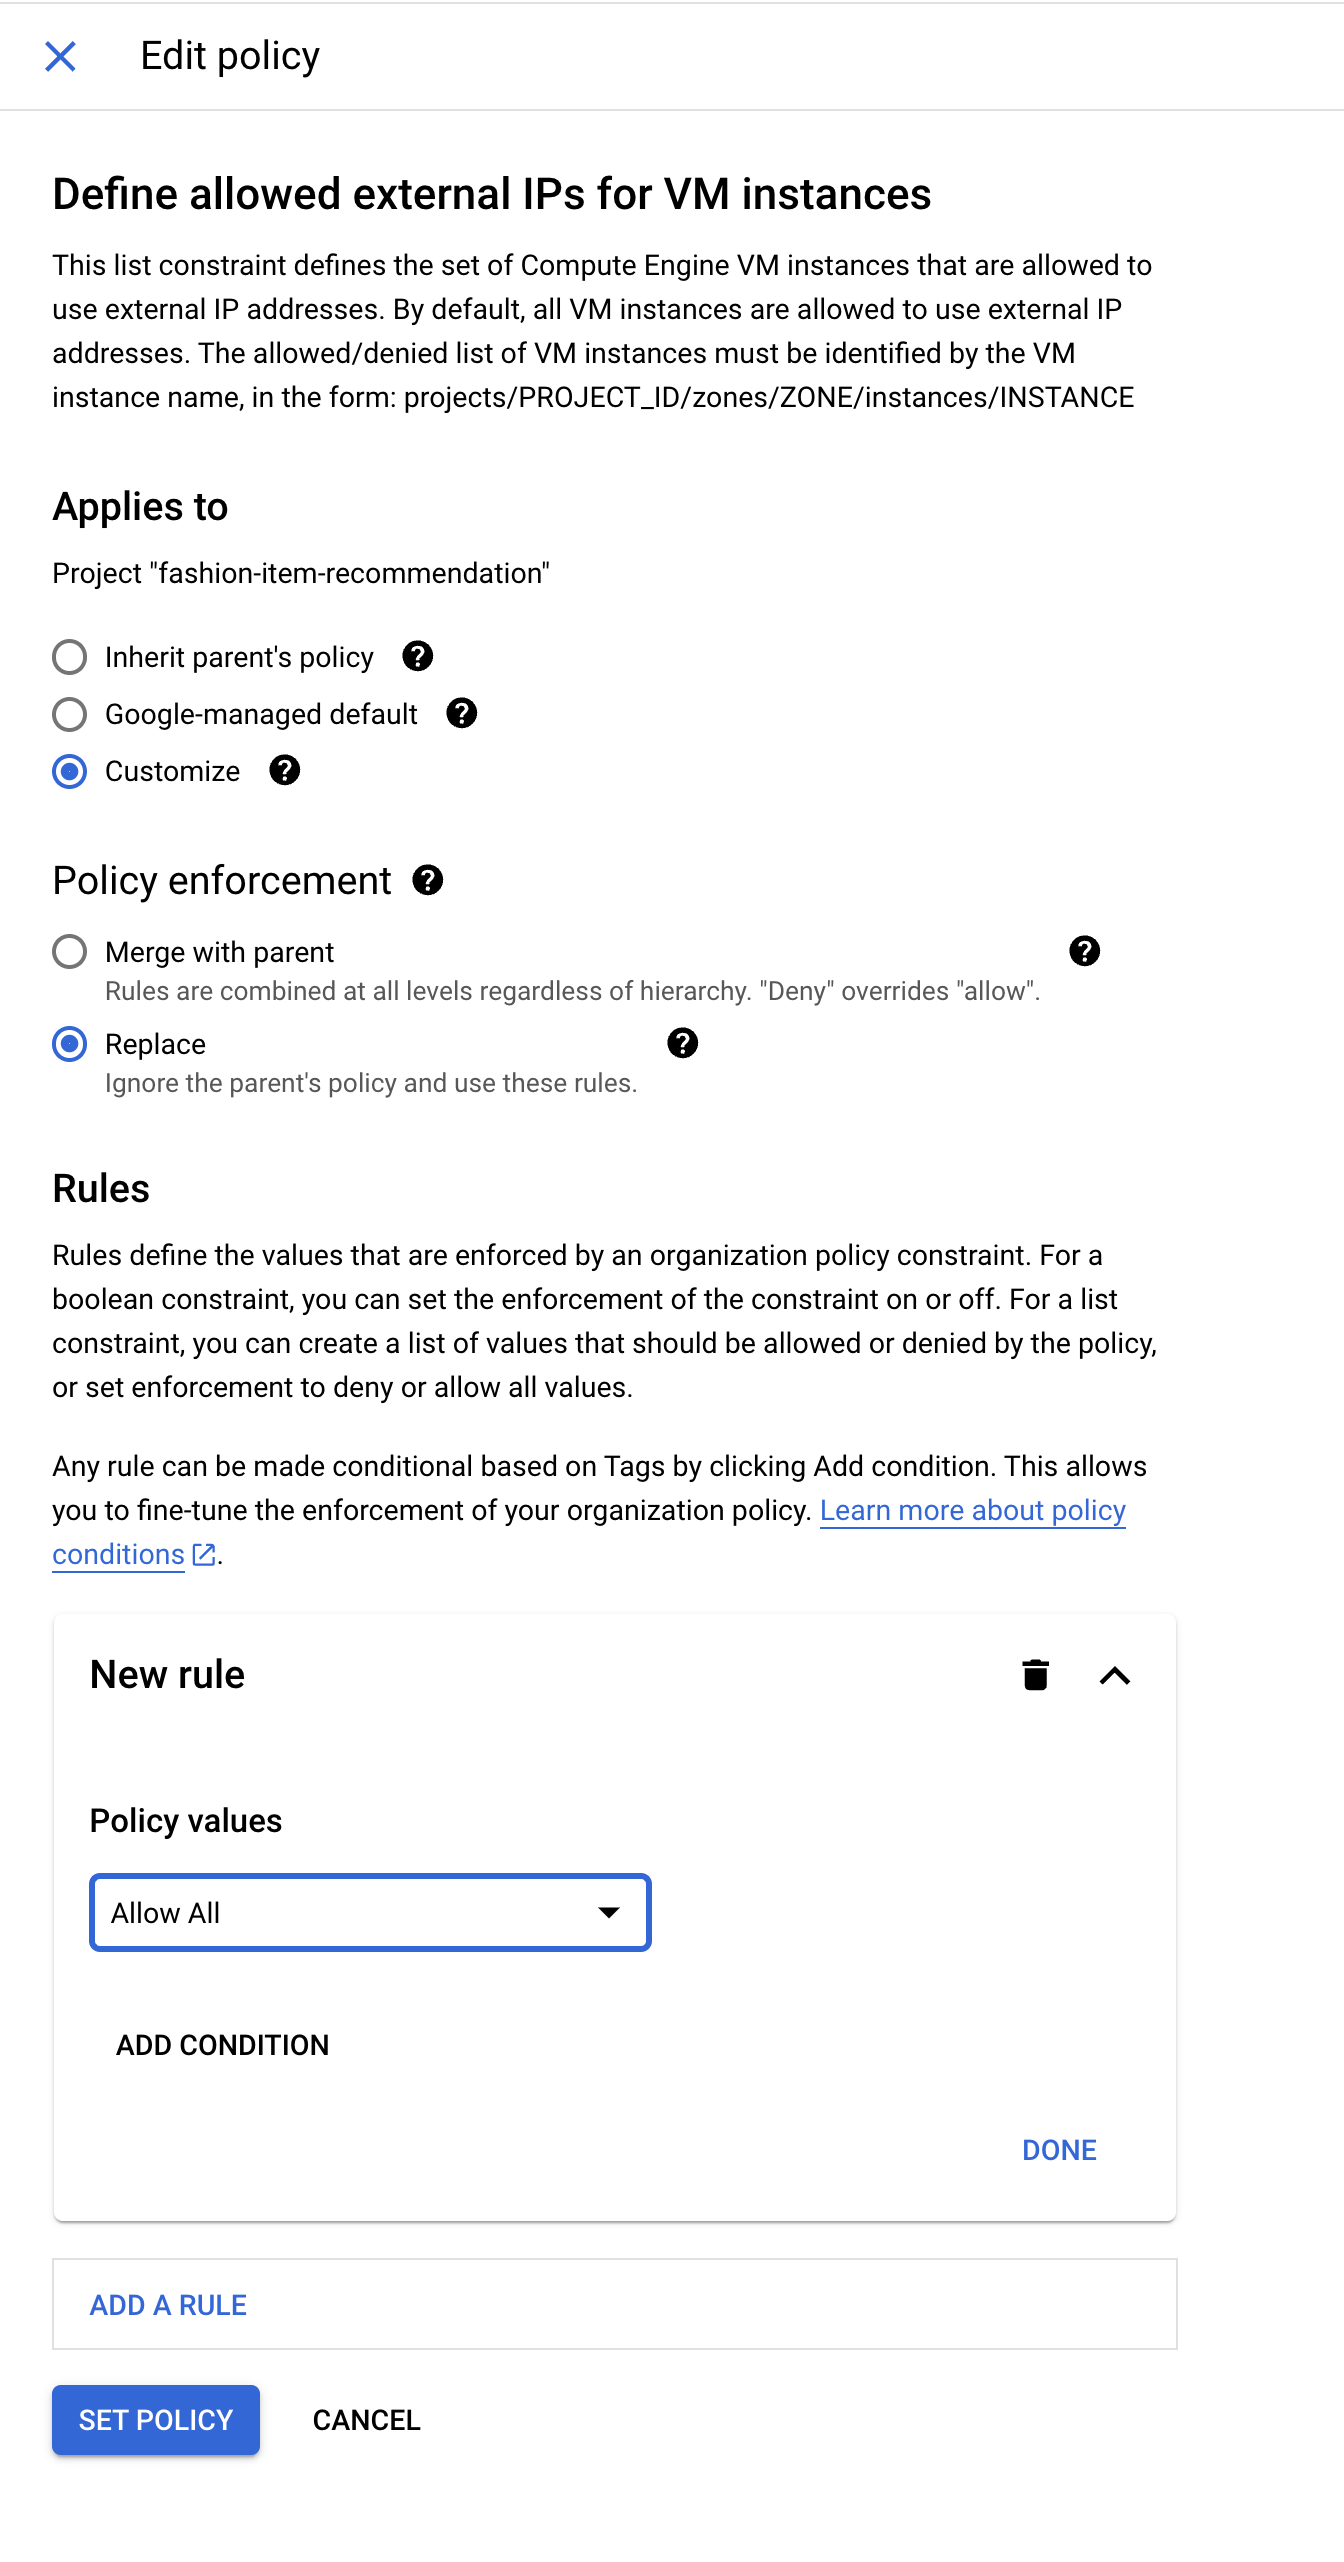 Edit policy
Define allowed external IPs for VM instances
This list constraint defines the set of Compute Engine VM instances that are allowed to
use external IP addresses. By default, all VM instances are allowed to use external IP
addresses. The allowed/denied list of VM instances must be identified by the VM
instance name, in the form: projects/PROJECT_ID/zones/ZONE/instances/INSTANCE
Applies to
Project "fashion-item-recommendation"
Inherit parent's policy
Google-managed default
Customize
Policy enforcement
Merge with parent
Rules are combined at all levels regardless of hierarchy. "Deny" overrides "allow".
Replace
Ignore the parent's policy and use these rules.
Rules
Rules define the values that are enforced by an organization policy constraint. For a
boolean constraint, you can set the enforcement of the constraint on or off. For a list
constraint, you can create a list of values that should be allowed or denied by the policy,
or set enforcement to deny or allow all values.
Any rule can be made conditional based on Tags by clicking Add condition. This allows
you to fine-tune the enforcement of your organization policy. Learn more about policy
conditions.
New rule
Policy values
Allow All
ADD CONDITION
DONE
ADD A RULE
SET POLICY CANCEL